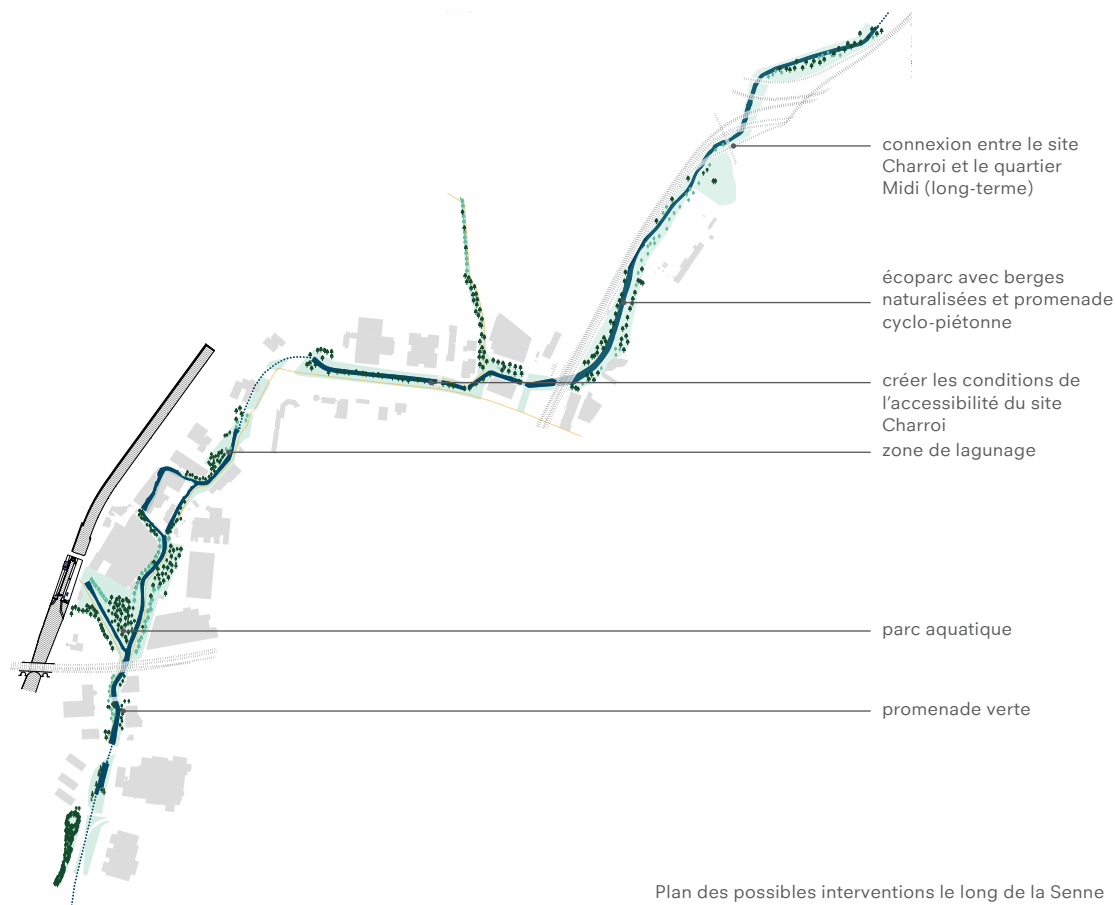 connexion entre le site
Charroi et le quartier
Midi (long-terme)
écoparc avec berges
naturalisées et promenade
cyclo-piétonne
créer les conditions de
l'accessibilité du site
Charroi
zone de lagunage
parc aquatique
promenade verte
Plan des possibles interventions le long de la Senne